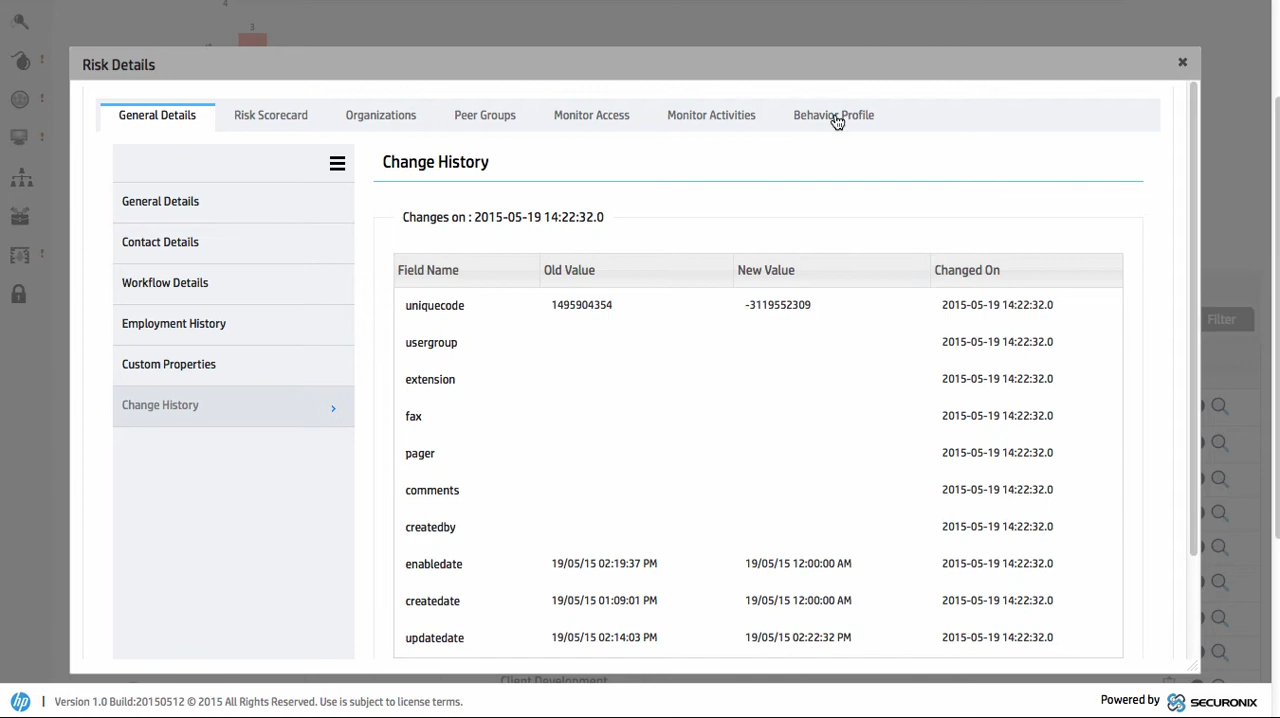 4
3
Risk Details
General Details Risk Scorecard Organizations Peer Groups Monitor Access Monitor Activities Behavior Profile
Change History
General Details
Contact Details
Workflow Details
Employment History
Custom Properties
Change History
Changes on : 2015-05-19 14:22:32.0
Field Name Old Value New Value Changed On
uniquecode 1495904354 -3119552309 2015-05-19 14:22:32.0
usergroup 2015-05-19 14:22:32.0
extension 2015-05-19 14:22:32.0
fax 2015-05-19 14:22:32.0
pager 2015-05-19 14:22:32.0
comments 2015-05-19 14:22:32.0
createdby 2015-05-19 14:22:32.0
enabledate 19/05/15 02:19:37 PM 19/05/15 12:00:00 AM 2015-05-19 14:22:32.0
createdate 19/05/15 01:09:01 PM 19/05/15 12:00:00 AM 2015-05-19 14:22:32.0
updatedate 19/05/15 02:14:03 PM 19/05/15 02:22:32 PM 2015-05-19 14:22:32.0
Filter
Client Development
hp | Version 1.0 Build:20150512 © 2015 All Rights Reserved. Use is subject to license terms.
Powered by SECURONIX